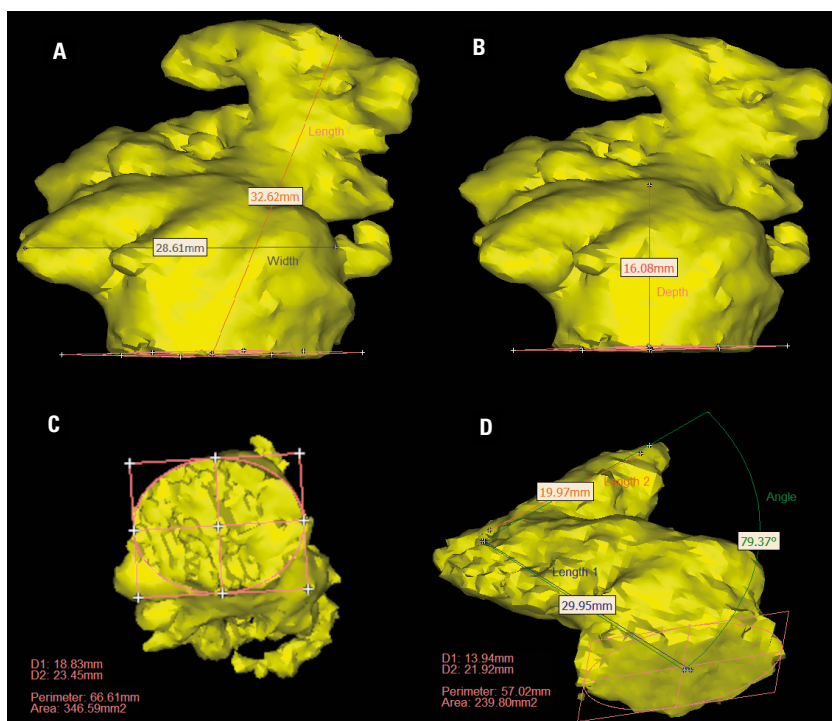 A
Length
32.62mm
28.61mm
Width
B
16.08mm
Depth
C
D1: 18.83mm
D2: 23.45mm
Perimeter: 66.61mm
Area: 346.59mm2
D
Length 2
19.97mm
Angle
79.37º
Length 1
29.95mm
D1: 13.94mm
D2: 21.92mm
Perimeter: 57.02mm
Area: 239.80mm2